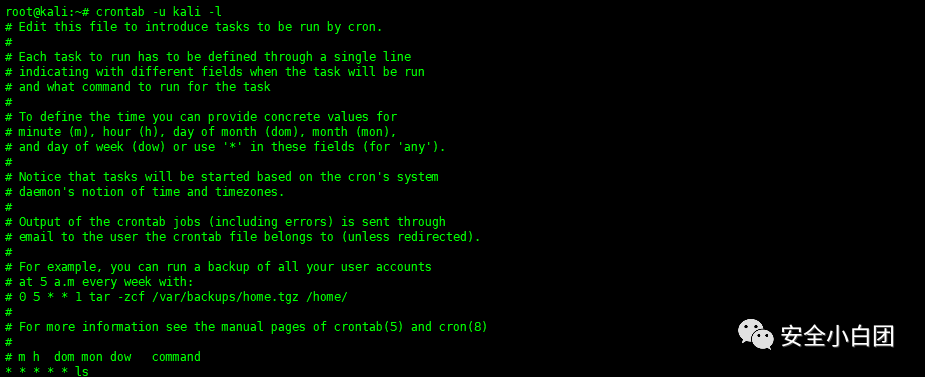 root@kali:~# crontab -u kali -l
# Edit this file to introduce tasks to be run by cron.
#
# Each task to run has to be defined through a single line
# indicating with different fields when the task will be run
# and what command to run for the task
#
# To define the time you can provide concrete values for
# minute (m), hour (h), day of month (dom), month (mon),
# and day of week (dow) or use '*' in these fields (for 'any').
#
# Notice that tasks will be started based on the cron's system
# daemon's notion of time and timezones.
#
# Output of the crontab jobs (including errors) is sent through
# email to the user the crontab file belongs to (unless redirected).
#
# For example, you can run a backup of all your user accounts
# at 5 a.m every week with:
# 0 5 * * 1 tar -zcf /var/backups/home.tgz /home/
#
# For more information see the manual pages of crontab(5) and cron(8)
#
# m h  dom mon dow   command
* * * * * ls
安全小白团